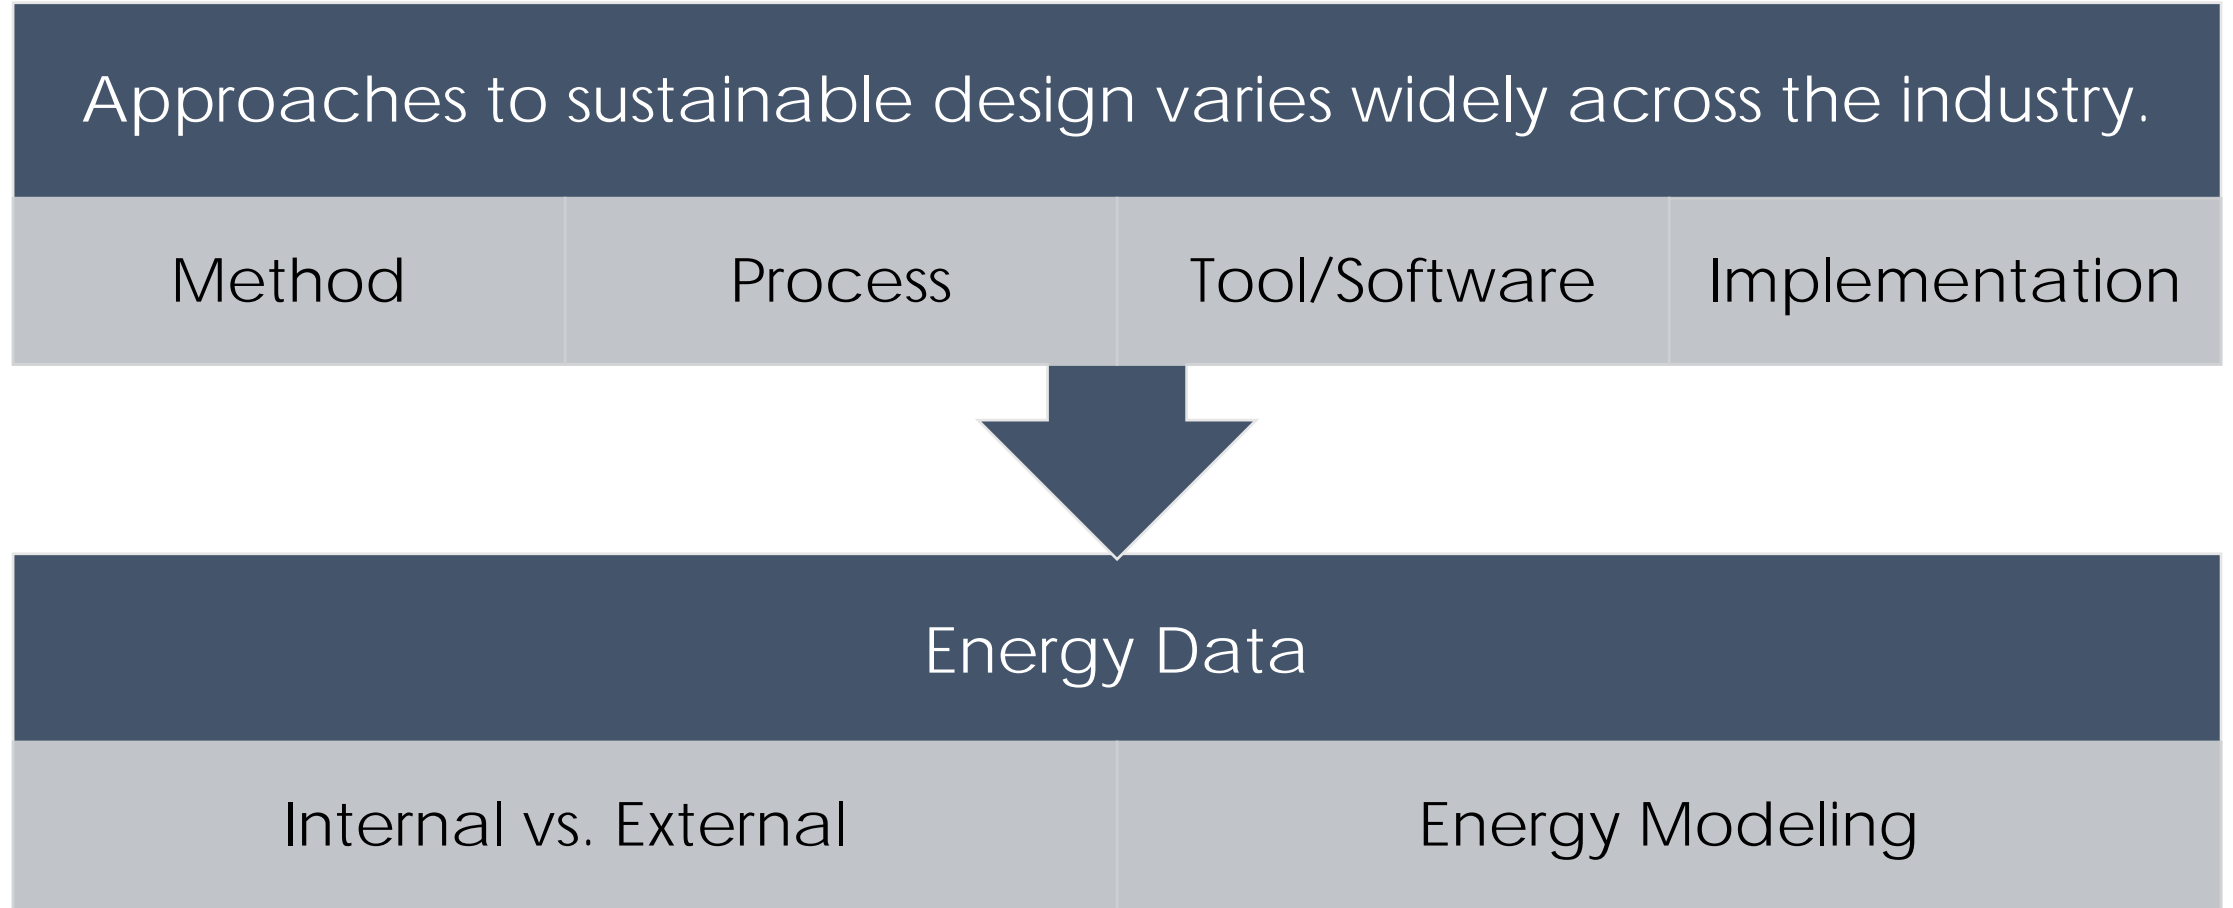 Approaches to sustainable design varies widely across the industry.
Method
Process
Tool/Software
Implementation
Energy Data
Internal vs. External
Energy Modeling